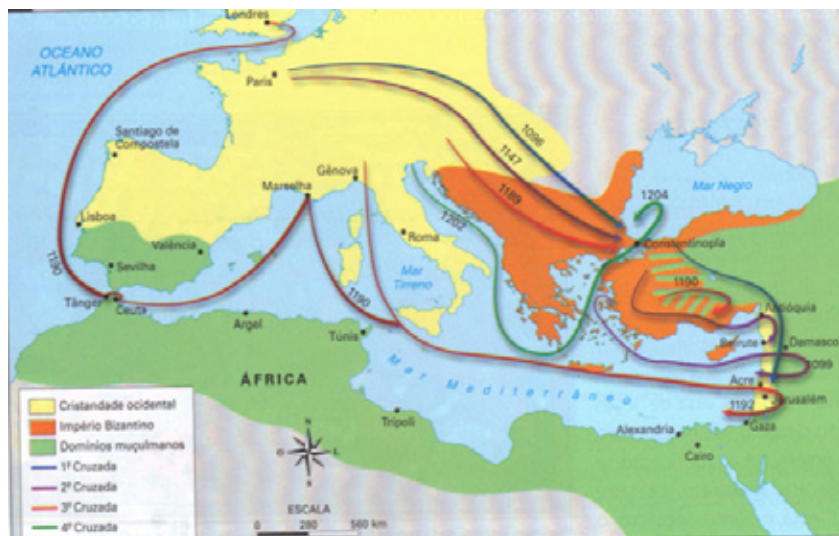 Londres
OCEANO
ATLÂNTICO
Paris
1096
1147
1189
Santiago de
Compostela
Gênova
Marselha
1202
1204
Mar Negro
Constantinopla
Lisboa
Valência
Sevilha
Roma
Mar
Tirreno
1190
1190
1190
Tânger
Ceuta
Argel
Túnis
Antióquia
Beirute
Damasco
1099
ÁFRICA
Mar Mediterrâneo
Acre
Jerusalém
1192
Gaza
Trípoli
Alexandria
Cairo
Cristandade ocidental
Império Bizantino
Domínios muçulmanos
1ª Cruzada
2ª Cruzada
3ª Cruzada
4ª Cruzada
N
O
L
S
ESCALA
0 280 560 km